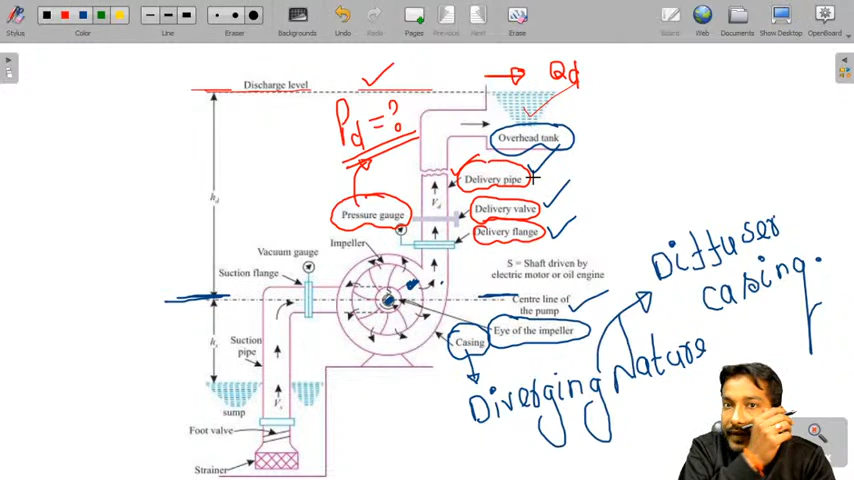 Stylus
Color
Line
Eraser
Backgrounds
Undo
Redo
Pages
Previous
Next
Erase
Board
Web
Documents
Show Desktop
OpenBoard
Discharge level
Qd
Pd = ?
Overhead tank
Delivery pipe
hd
Vd
Pressure gauge
Delivery valve
Delivery flange
Impeller
Vacuum gauge
Suction flange
S = Shaft driven by
electric motor or oil engine
Diffuser
casing.
Centre line of
the pump
Eye of the impeller
Casing
hs
Suction
pipe
Diverging Nature
sump
Vs
Foot valve
Strainer